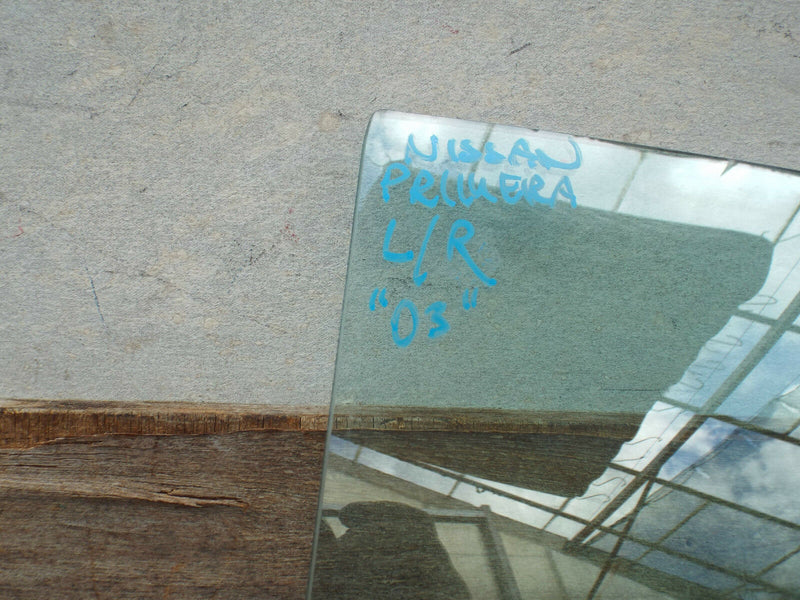 NISSAN
PRIMERA
L/R
"03"